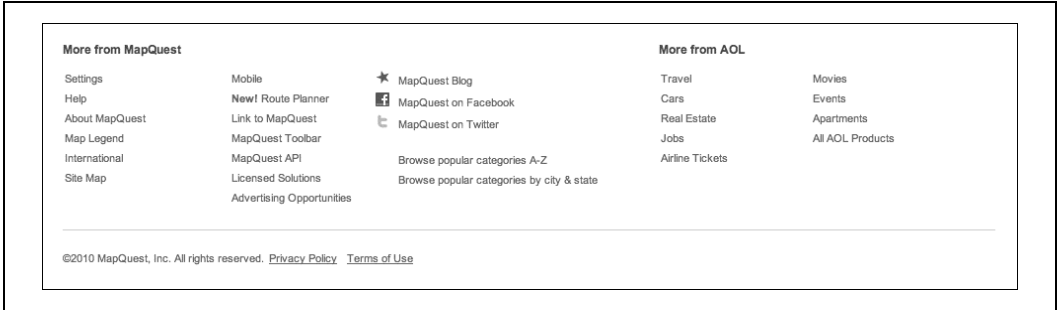 More from MapQuest
Settings
Help
About MapQuest
Map Legend
International
Site Map
Mobile
New! Route Planner
Link to MapQuest
MapQuest Toolbar
MapQuest API
Licensed Solutions
Advertising Opportunities
MapQuest Blog
MapQuest on Facebook
MapQuest on Twitter
Browse popular categories A-Z
Browse popular categories by city & state
More from AOL
Travel
Cars
Real Estate
Jobs
Airline Tickets
Movies
Events
Apartments
All AOL Products
©2010 MapQuest, Inc. All rights reserved. Privacy Policy Terms of Use